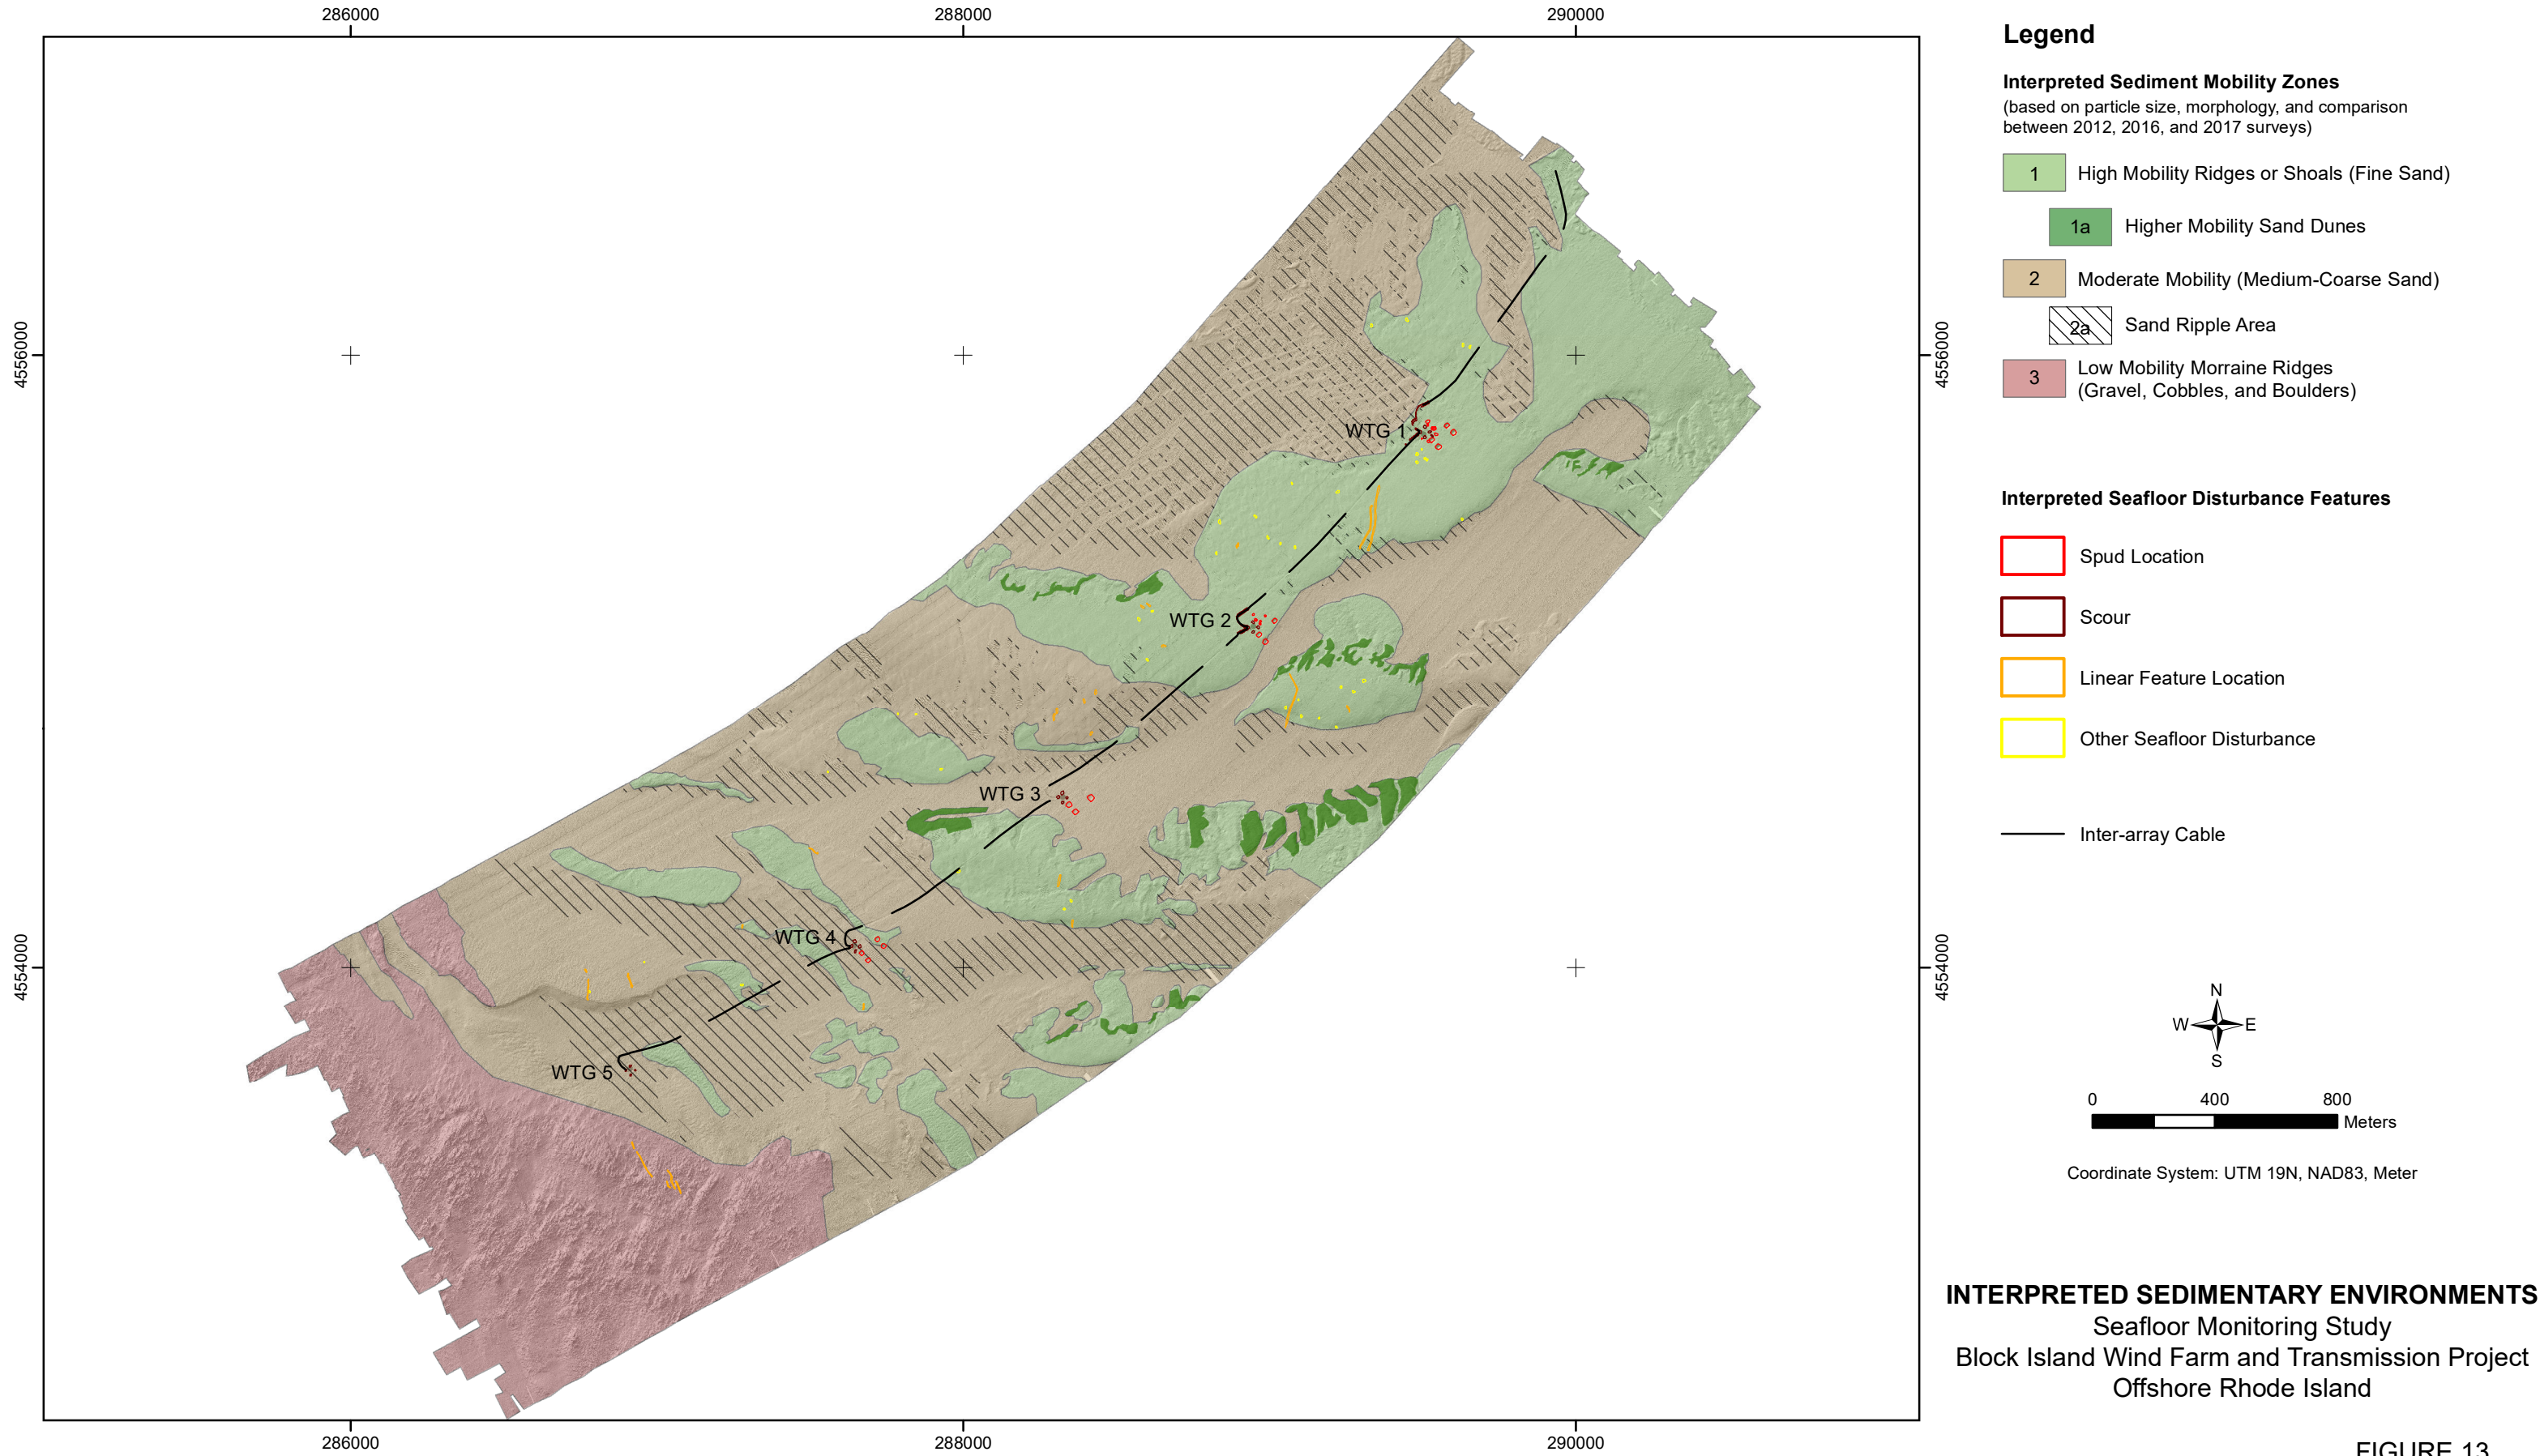 286000
288000
290000
4556000
4554000
4556000
4554000
WTG 1
WTG 2
WTG 3
WTG 4
WTG 5
286000
288000
290000
Legend
Interpreted Sediment Mobility Zones
(based on particle size, morphology, and comparison
between 2012, 2016, and 2017 surveys)
1 High Mobility Ridges or Shoals (Fine Sand)
1a Higher Mobility Sand Dunes
2 Moderate Mobility (Medium-Coarse Sand)
2a Sand Ripple Area
3 Low Mobility Morraine Ridges
(Gravel, Cobbles, and Boulders)
Interpreted Seafloor Disturbance Features
Spud Location
Scour
Linear Feature Location
Other Seafloor Disturbance
Inter-array Cable
N
W E
S
0 400 800
Meters
Coordinate System: UTM 19N, NAD83, Meter
INTERPRETED SEDIMENTARY ENVIRONMENTS
Seafloor Monitoring Study
Block Island Wind Farm and Transmission Project
Offshore Rhode Island
FIGURE 13